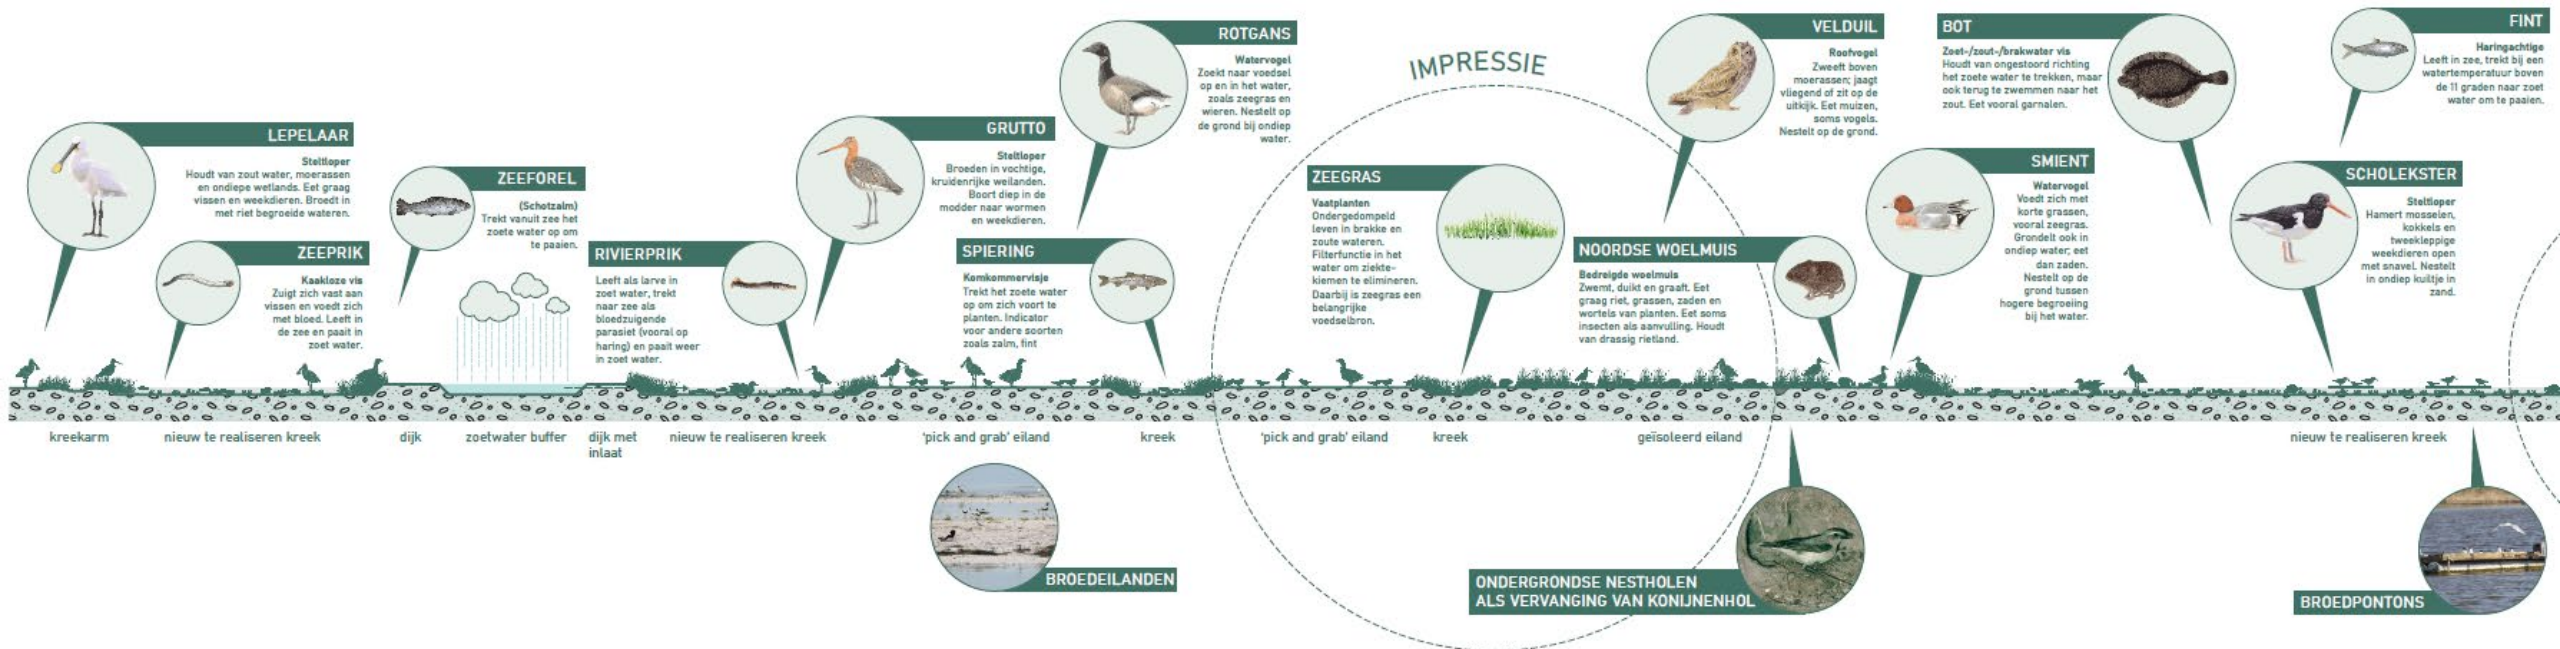 LEPELAAR
Steltloper
Houdt van zout water, moerassen
en ondiepe wetlands. Eet graag
vissen en weekdieren. Broedt in
met riet begroeide wateren.
ZEEPRIK
Kaakloze vis
Zuigt zich vast aan
vissen en voedt zich
met bloed. Leeft in
de zee en paait in
zoet water.
ZEEFOREL
(Schotzalm)
Trekt vanuit zee het
zoete water op om
te paaien.
RIVIERPRIK
Leeft als larve in
zoet water, trekt
naar zee als
bloedzuigende
parasiet (vooral op
haring) en paait weer
in zoet water.
GRUTTO
Steltloper
Broeden in vochtige,
kruidenrijke weilanden.
Boort diep in de
modder naar wormen
en weekdieren.
ROTGANS
Watervogel
Zoekt naar voedsel
op en in het water,
zoals zeegras en
wieren. Nestelt op
de grond bij ondiep
water.
SPIERING
Komkommervisje
Trekt het zoete water
op om zich voort te
planten. Indicator
voor andere soorten
zoals zalm, fint
IMPRESSIE
ZEEGRAS
Vaatplanten
Ondergedompeld
leven in brakke en
zoute wateren.
Filterfunctie in het
water om ziekte-
kiemen te elimineren.
Daarbij is zeegras een
belangrijke
voedselbron.
VELDUIL
Roofvogel
Zweeft boven
moerassen; jaagt
vliegend of zit op de
uitkijk. Eet muizen,
soms vogels.
Nestelt op de grond.
NOORDSE WOELMUIS
Bedreigde woelmuis
Zwemt, duikt en graaft. Eet
graag riet, grassen, zaden en
wortels van planten. Eet soms
insecten als aanvulling. Houdt
van drassig rietland.
SMIENT
Watervogel
Voedt zich met
korte grassen,
vooral zeegras.
Grondelt ook in
ondiep water; eet
dan zaden.
Nestelt op de
grond tussen
hogere begroeiing
bij het water.
BOT
Zoet-/zout-/brakwater vis
Houdt van ongestoord richting
het zoete water te trekken, maar
ook terug te zwemmen naar het
zout. Eet vooral garnalen.
FINT
Haringachtige
Leeft in zee, trekt bij een
watertemperatuur boven
de 11 graden naar zoet
water om te paaien.
SCHOLEKSTER
Steltloper
Hamert mosselen,
kokkels en
tweekleppige
weekdieren open
met snavel. Nestelt
in ondiep kuiltje in
zand.
kreekarm
nieuw te realiseren kreek
dijk
zoetwater buffer
dijk met
inlaat
nieuw te realiseren kreek
'pick and grab' eiland
kreek
'pick and grab' eiland
kreek
geïsoleerd eiland
nieuw te realiseren kreek
BROEDEILANDEN
ONDERGRONDSE NESTHOLEN
ALS VERVANGING VAN KONIJNENHOL
BROEDPONTONS